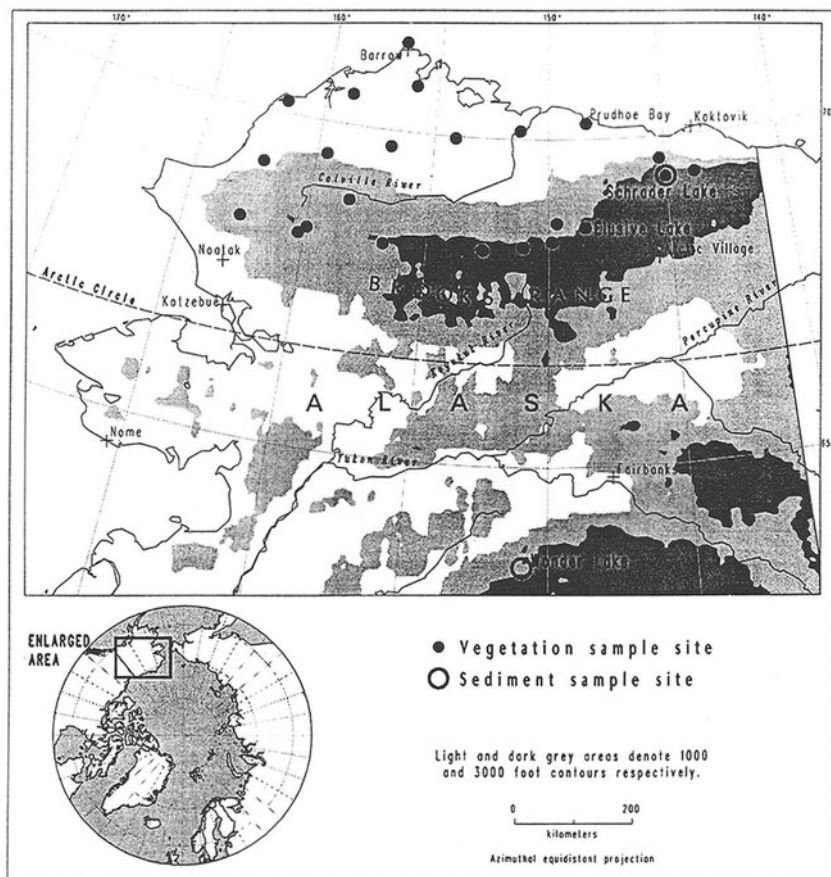 170°
160°
150°
140°
Barrow
Prudhoe Bay
Kaktovik
70
Colville River
Schrader Lake
Elusive Lake
Noatak
Arctic Village
Arctic Circle
BROOKS RANGE
Kotzebue
Koyukuk River
Porcupine River
ALASKA
Nome
Yukon River
65
Fairbanks
Wonder Lake
ENLARGED
AREA
Vegetation sample site
Sediment sample site
Light and dark grey areas denote 1000
and 3000 foot contours respectively.
0 200
kilometers
Azimuthal equidistant projection